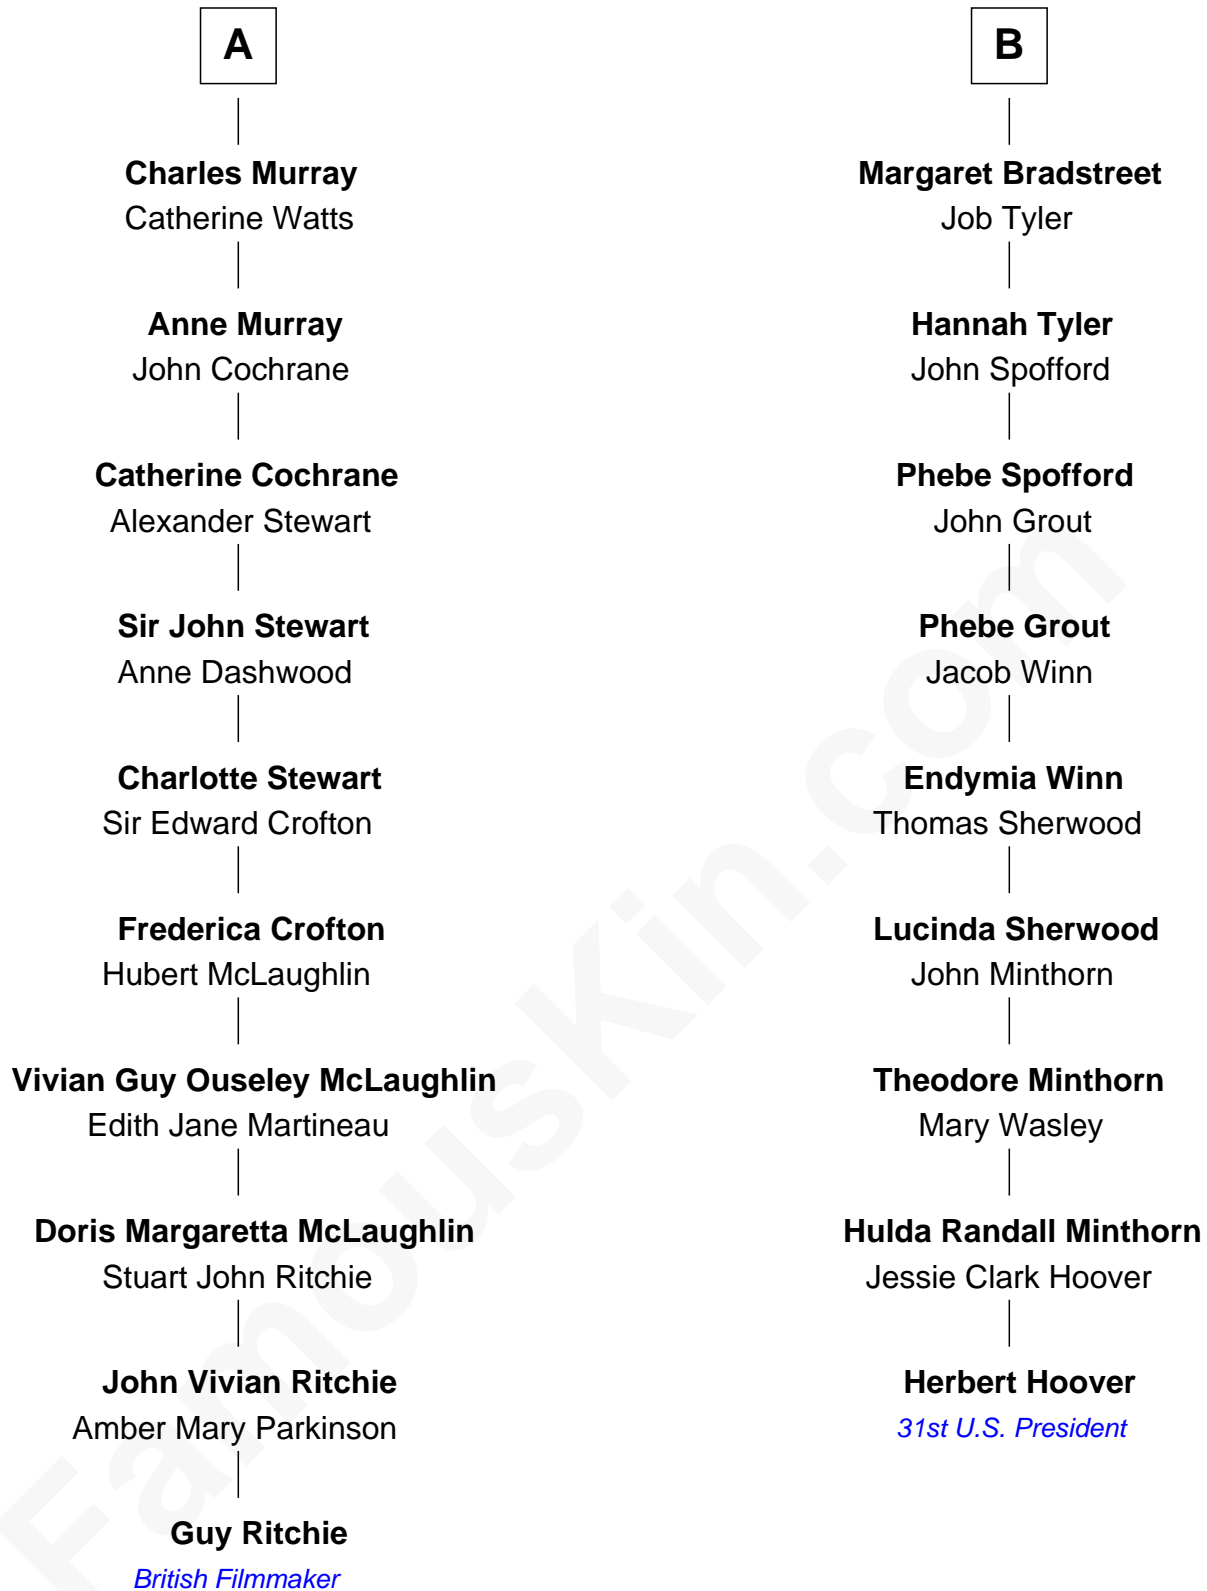 A
Charles Murray
Catherine Watts
Anne Murray
John Cochrane
Catherine Cochrane
Alexander Stewart
Sir John Stewart
Anne Dashwood
Charlotte Stewart
Sir Edward Crofton
Frederica Crofton
Hubert McLaughlin
Vivian Guy Ouseley McLaughlin
Edith Jane Martineau
Doris Margaretta McLaughlin
Stuart John Ritchie
John Vivian Ritchie
Amber Mary Parkinson
Guy Ritchie
British Filmmaker
B
Margaret Bradstreet
Job Tyler
Hannah Tyler
John Spofford
Phebe Spofford
John Grout
Phebe Grout
Jacob Winn
Endymia Winn
Thomas Sherwood
Lucinda Sherwood
John Minthorn
Theodore Minthorn
Mary Wasley
Hulda Randall Minthorn
Jessie Clark Hoover
Herbert Hoover
31st U.S. President
FamousKin.com